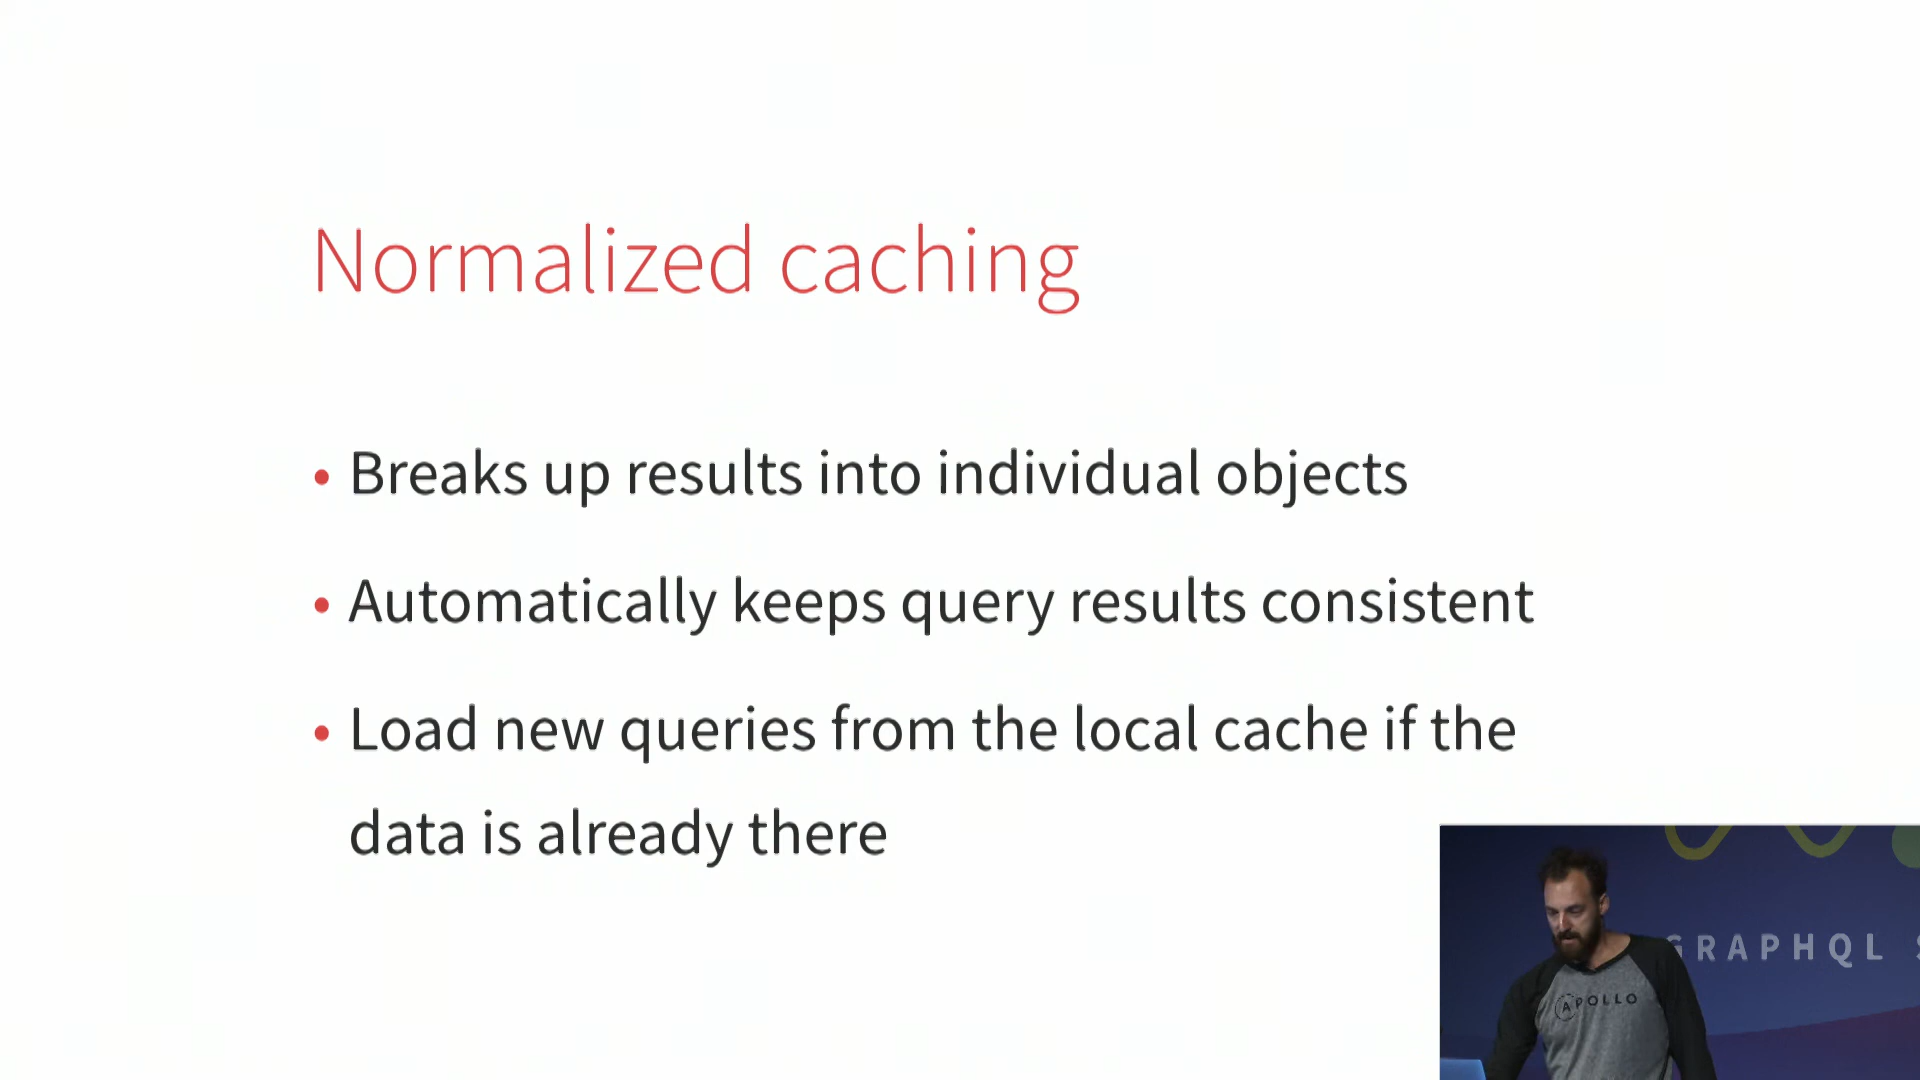 Normalized caching
• Breaks up results into individual objects
• Automatically keeps query results consistent
• Load new queries from the local cache if the
data is already there
GRAPHQL S
APOLLO